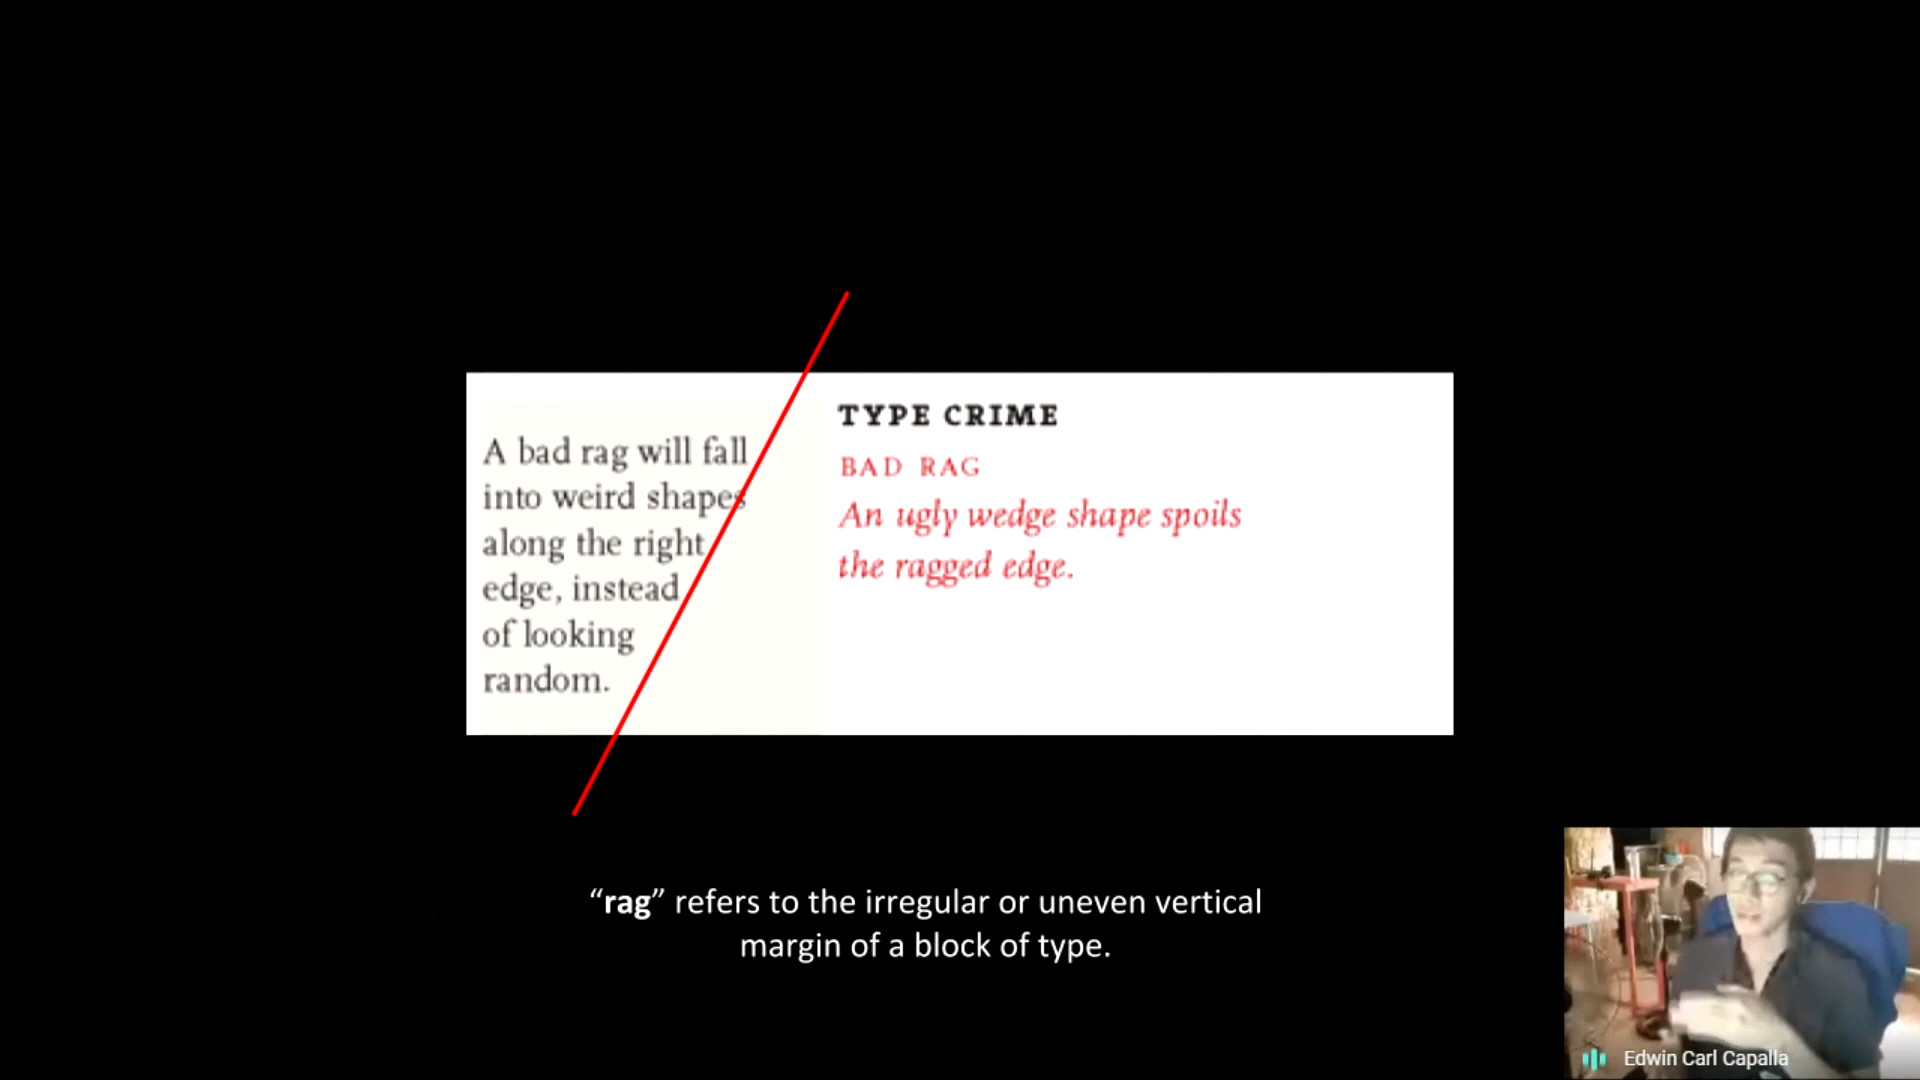 A bad rag will fall
into weird shapes
along the right
edge, instead
of looking
random.
TYPE CRIME
BAD RAG
An ugly wedge shape spoils
the ragged edge.
“rag” refers to the irregular or uneven vertical
margin of a block of type.
Edwin Carl Capalla